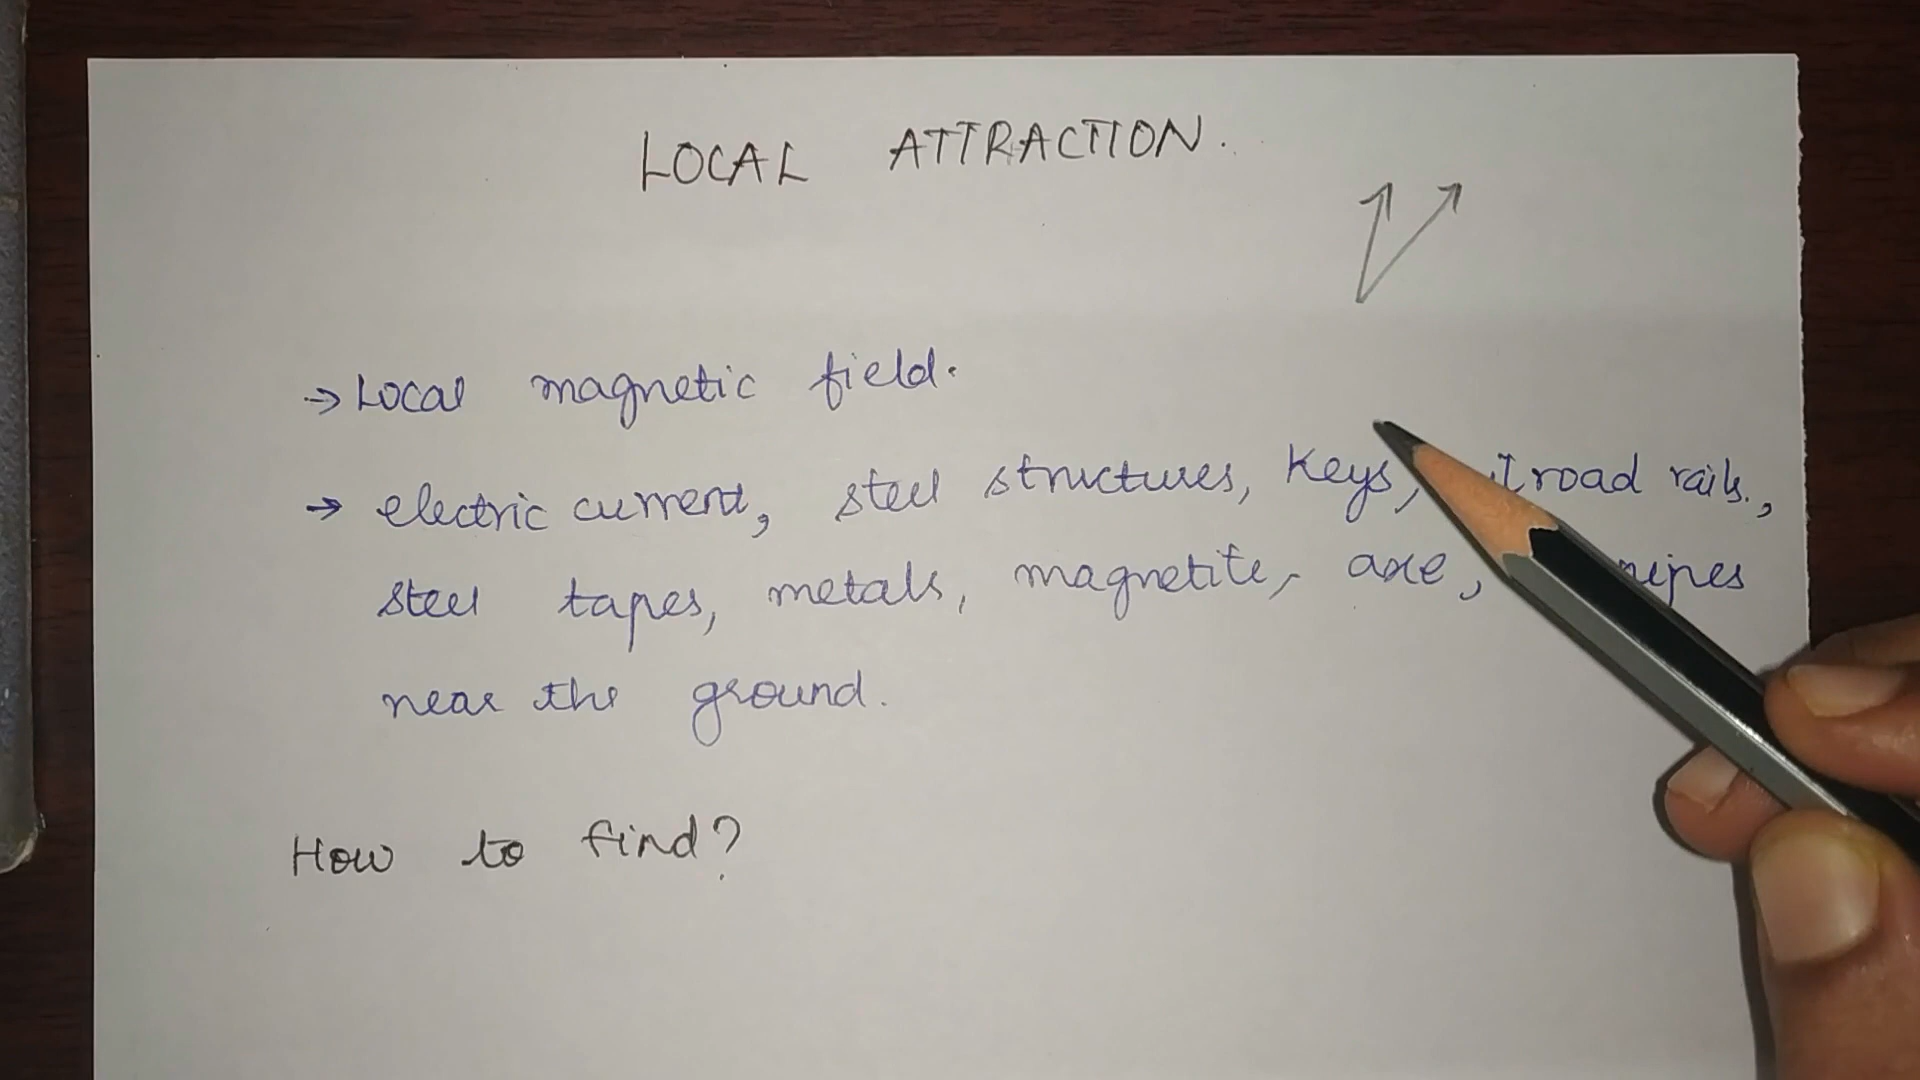 LOCAL ATTRACTION.
→ Local magnetic field.
→ electric current, steel structures, Keys, road rails.,
steel tapes, metals, magnetite, axe, pipes
near the ground.
How to find?